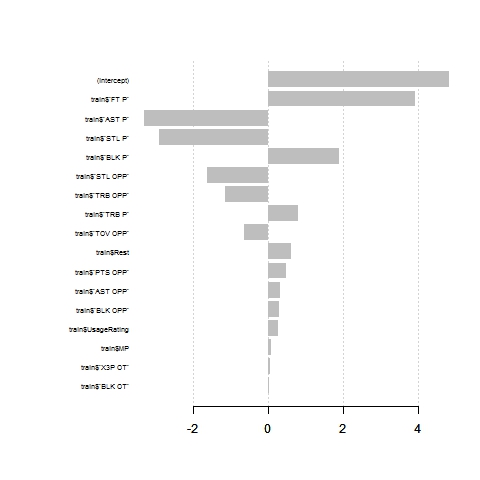 (Intercept)
train$`FT P`
train$`AST P`
train$`STL P`
train$`BLK P`
train$`STL OPP`
train$`TRB OPP`
train$`TRB P`
train$`TOV OPP`
train$Rest
train$`PTS OPP`
train$`AST OPP`
train$`BLK OPP`
train$UsageRating
train$MP
train$`X3P OT`
train$`BLK OT`
-2 0 2 4